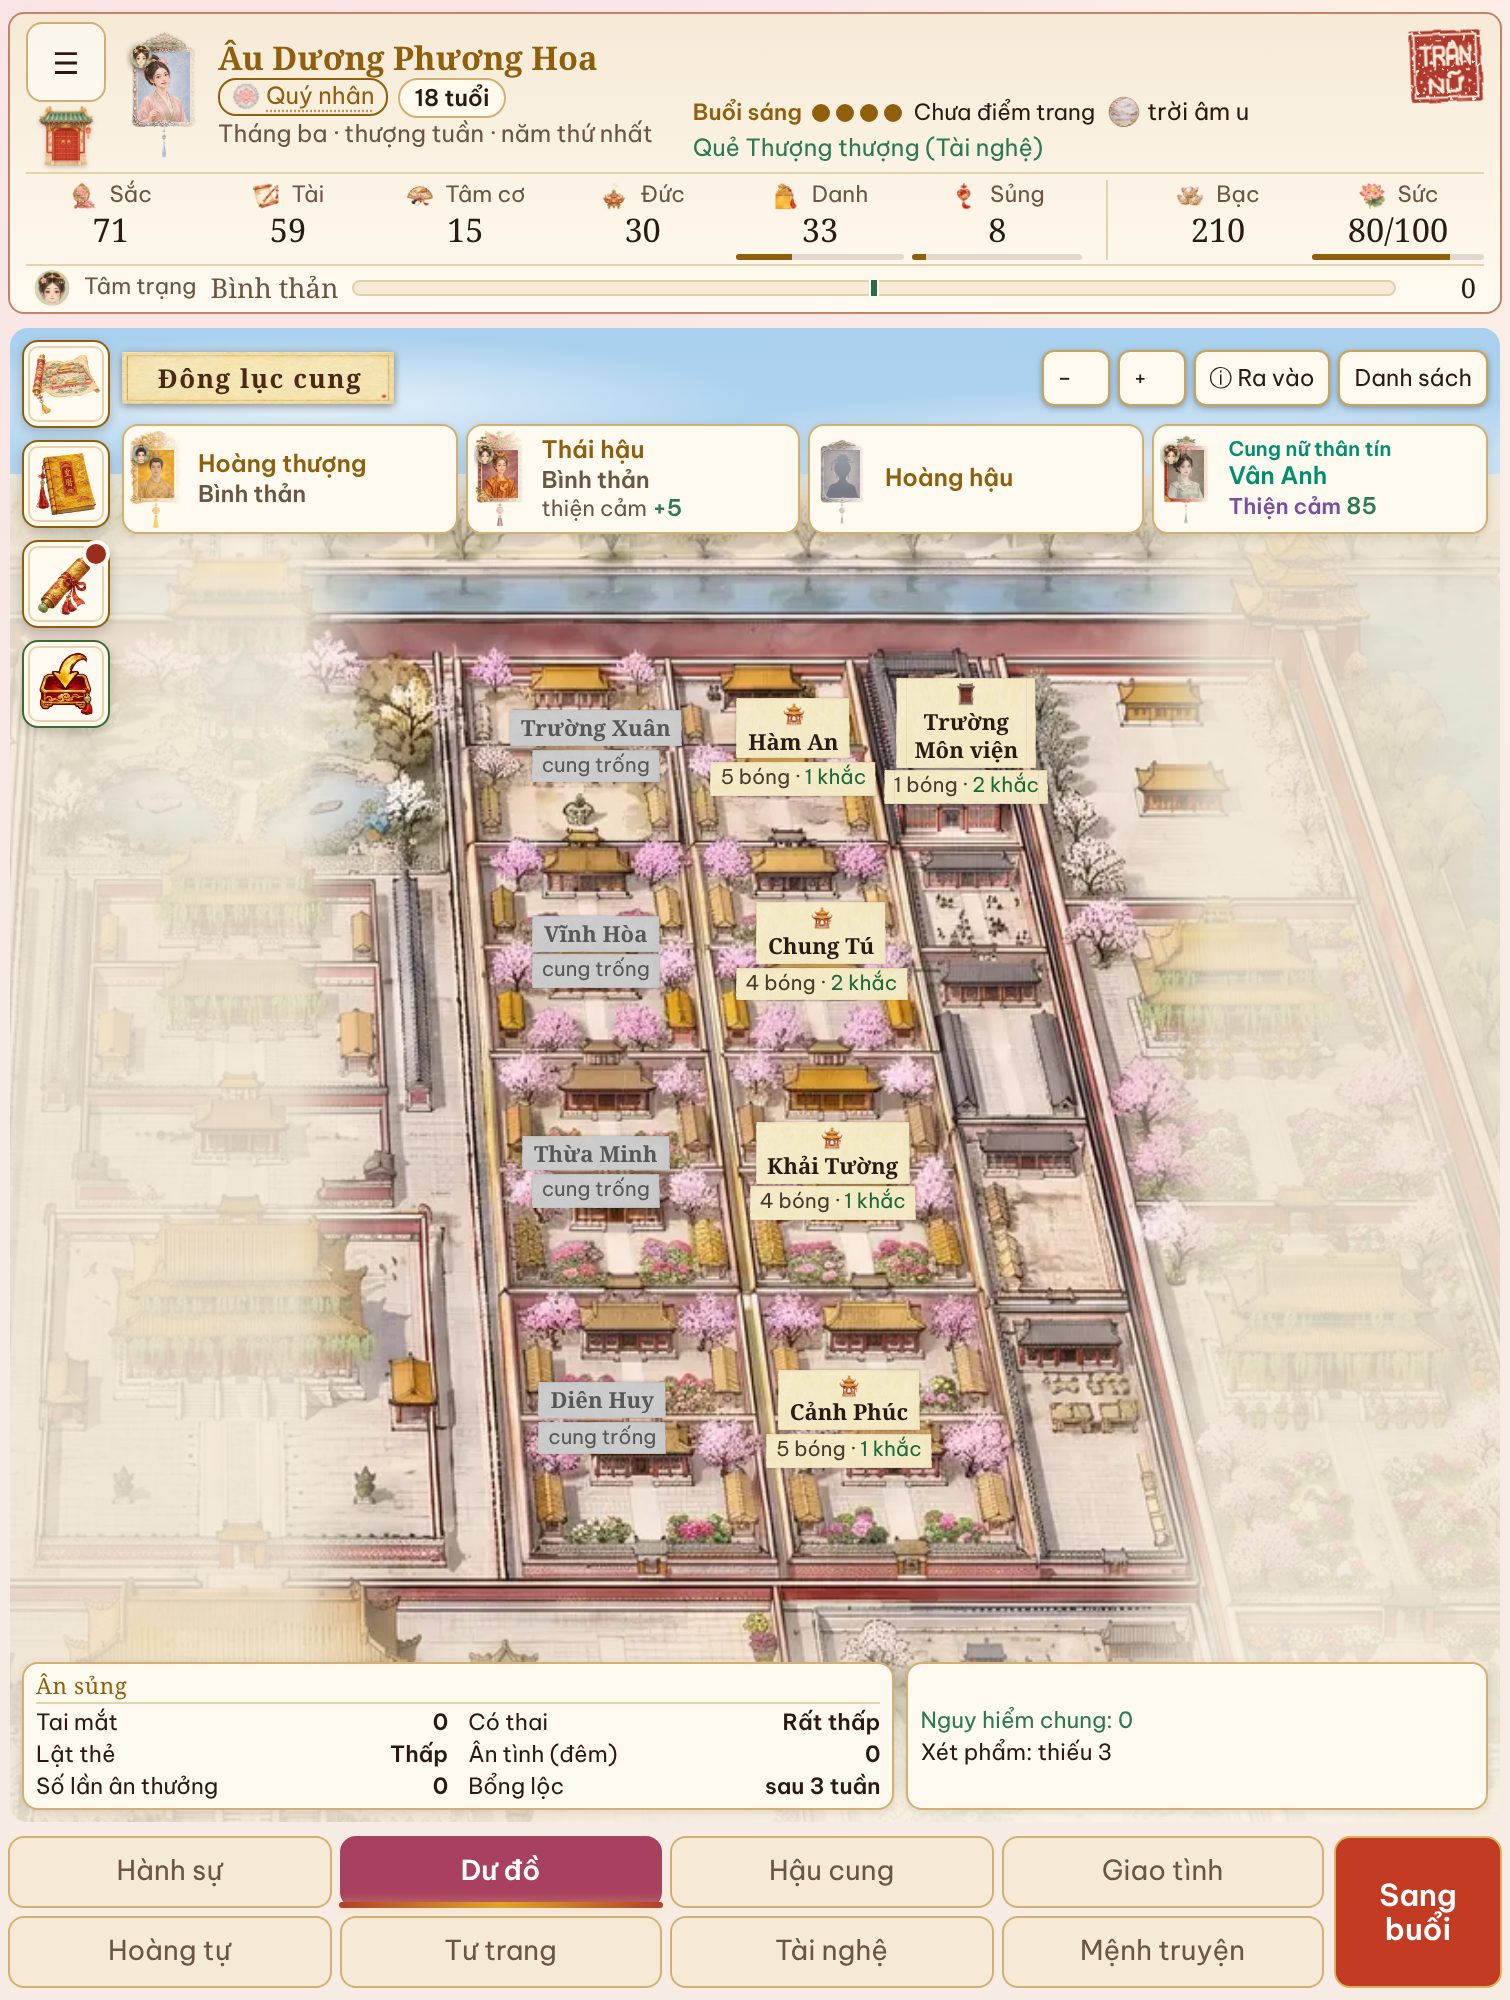 Âu Dương Phương Hoa
Quý nhân
18 tuổi
Tháng ba · thượng tuần · năm thứ nhất
Buổi sáng
Chưa điểm trang
trời âm u
Quẻ Thượng thượng (Tài nghệ)
TRÂN
NỮ
Sắc
71
Tài
59
Tâm cơ
15
Đức
30
Danh
33
Sủng
8
Bạc
210
Sức
80/100
Tâm trạng
Bình thản
0
Đông lục cung
−
+
ⓘ Ra vào
Danh sách
Hoàng thượng
Bình thản
Thái hậu
Bình thản
thiện cảm +5
Hoàng hậu
Cung nữ thân tín
Vân Anh
Thiện cảm 85
Trường Xuân
cung trống
Hàm An
5 bóng · 1 khắc
Trường
Môn viện
1 bóng · 2 khắc
Vĩnh Hòa
cung trống
Chung Tú
4 bóng · 2 khắc
Thừa Minh
cung trống
Khải Tường
4 bóng · 1 khắc
Diên Huy
cung trống
Cảnh Phúc
5 bóng · 1 khắc
Ân sủng
Tai mắt 0
Có thai Rất thấp
Lật thẻ Thấp
Ân tình (đêm) 0
Số lần ân thưởng 0
Bổng lộc sau 3 tuần
Nguy hiểm chung: 0
Xét phẩm: thiếu 3
Hành sự
Dư đồ
Hậu cung
Giao tình
Hoàng tự
Tư trang
Tài nghệ
Mệnh truyện
Sang
buổi